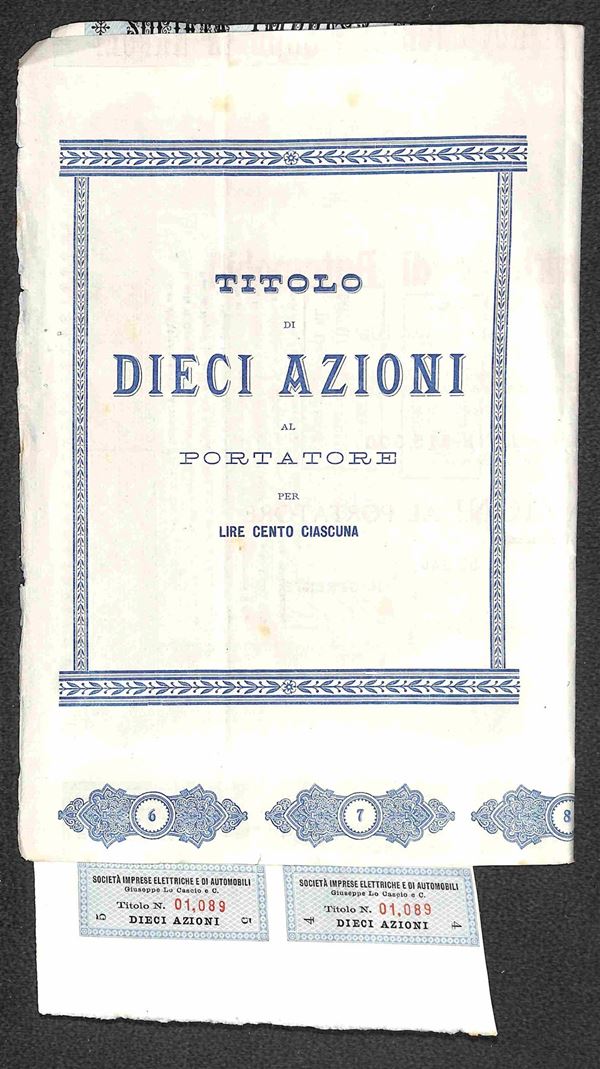 TITOLO
DI
DIECI AZIONI
AL
PORTATORE
PER
LIRE CENTO CIASCUNA
6
7
8
SOCIETÀ IMPRESE ELETTRICHE E DI AUTOMOBILI
Giuseppe Lo Cascio e C.
Titolo N. 01,089
5 DIECI AZIONI 5
SOCIETÀ IMPRESE ELETTRICHE E DI AUTOMOBILI
Giuseppe Lo Cascio e C.
Titolo N. 01,089
4 DIECI AZIONI 4